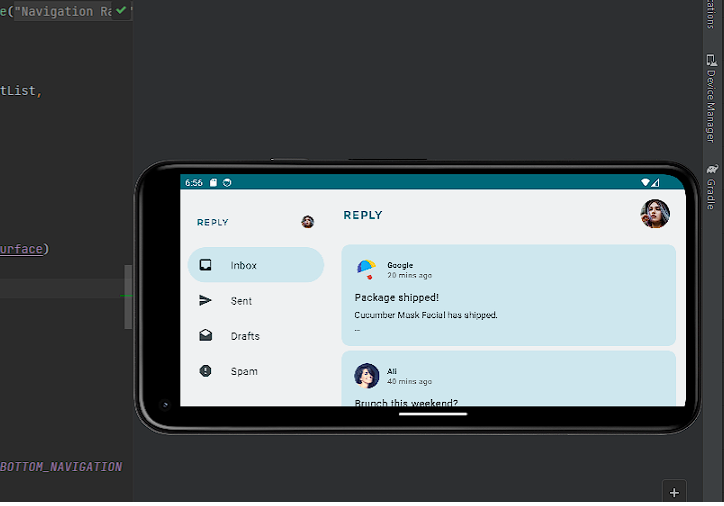 e("Navigation Ra
tList,
urface)
BOTTOM_NAVIGATION
6:56
REPLY
Inbox
Sent
Drafts
Spam
REPLY
Google
20 mins ago
Package shipped!
Cucumber Mask Facial has shipped.
...
Ali
40 mins ago
Brunch this weekend?
cations
Device Manager
Gradle